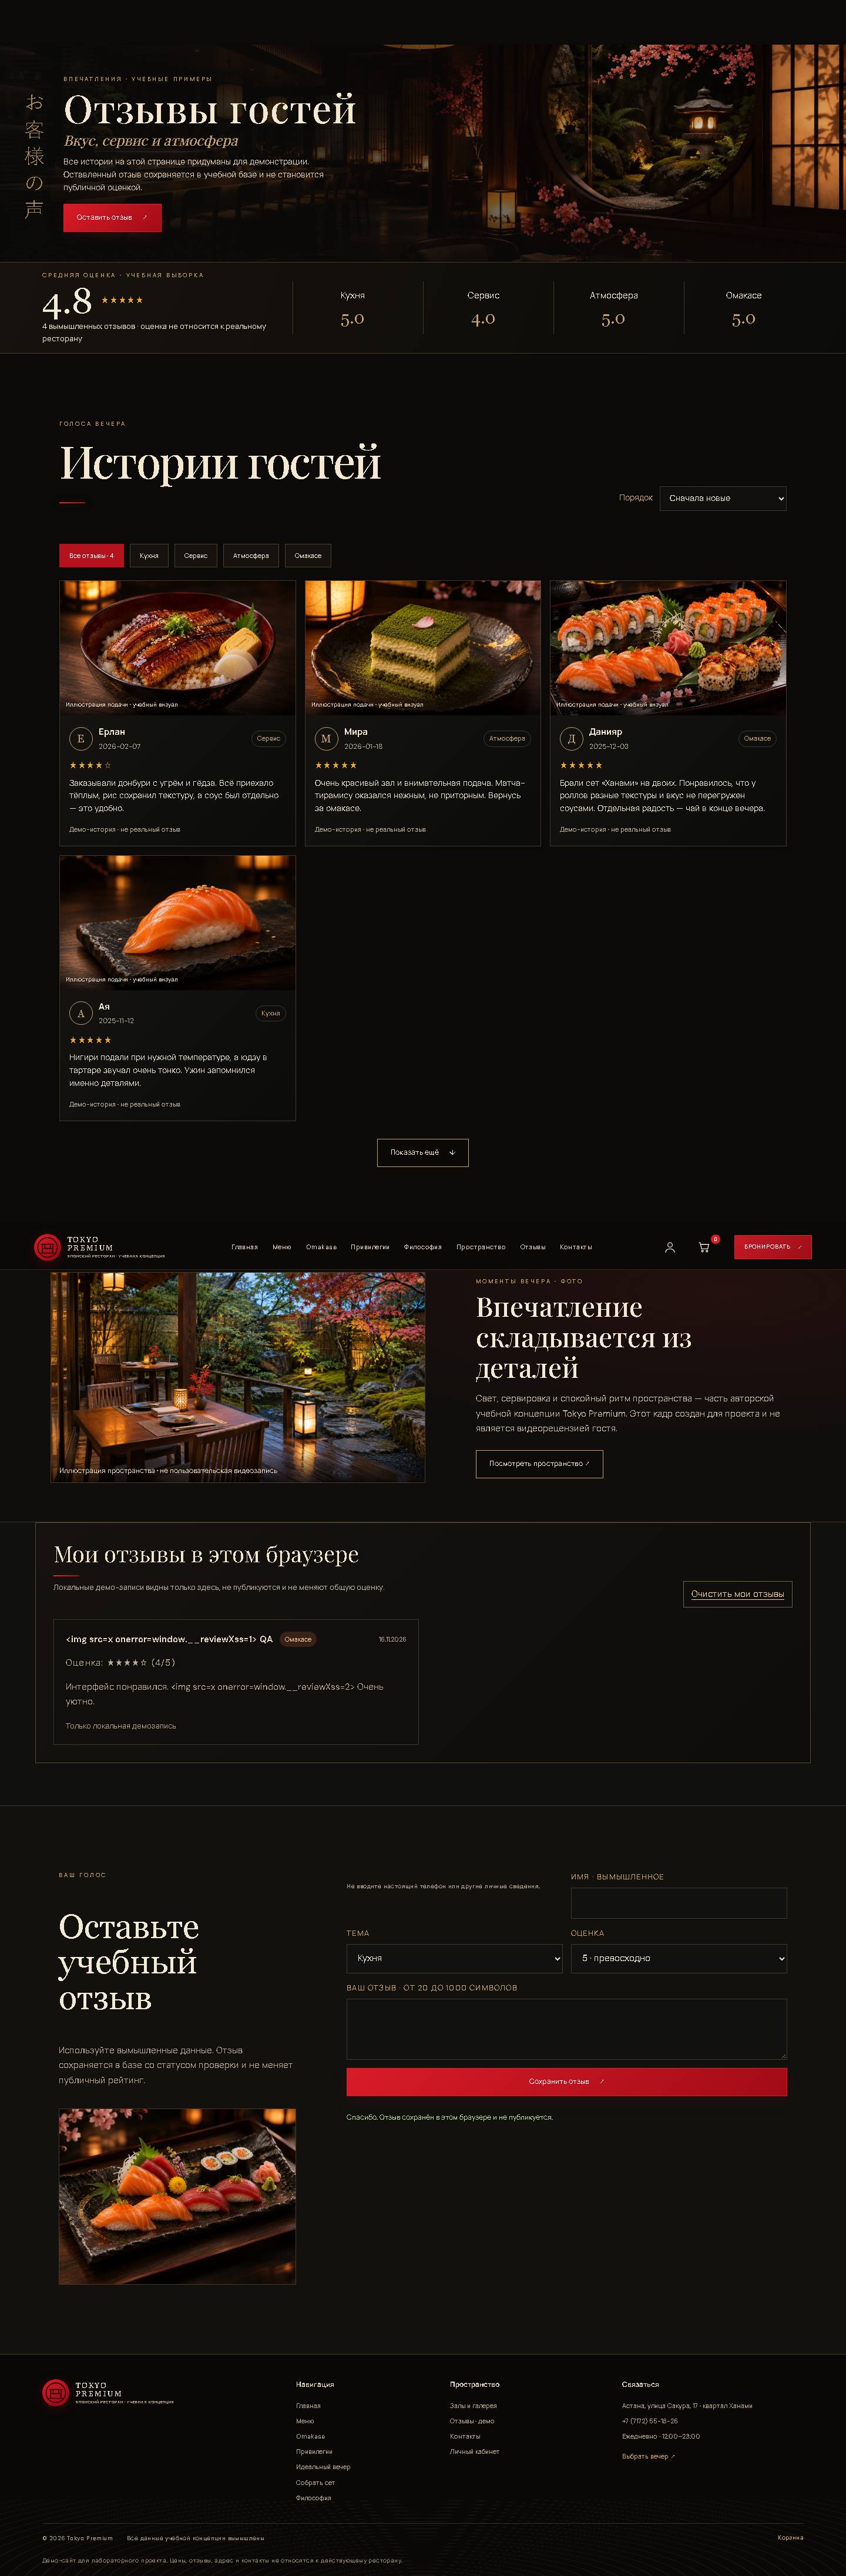 ВПЕЧАТЛЕНИЯ · УЧЕБНЫЕ ПРИМЕРЫ
お客様の声
Отзывы гостей
Вкус, сервис и атмосфера
Все истории на этой странице придуманы для демонстрации.
Оставленный отзыв сохраняется в учебной базе и не становится
публичной оценкой.
Оставить отзыв ↗
СРЕДНЯЯ ОЦЕНКА · УЧЕБНАЯ ВЫБОРКА
4.8 ★★★★★
4 вымышленных отзывов · оценка не относится к реальному
ресторану
Кухня
5.0
Сервис
4.0
Атмосфера
5.0
Омакасе
5.0
ГОЛОСА ВЕЧЕРА
Истории гостей
Порядок Сначала новые
Все отзывы · 4 Кухня Сервис Атмосфера Омакасе
Иллюстрация подачи · учебный визуал
Е Ерлан
2026-02-07
Сервис
★★★★☆
Заказывали донбури с угрём и гёдза. Всё приехало
тёплым, рис сохранил текстуру, а соус был отдельно
— это удобно.
Демо-история · не реальный отзыв
Иллюстрация подачи · учебный визуал
М Мира
2026-01-18
Атмосфера
★★★★★
Очень красивый зал и внимательная подача. Матча-
тирамису оказался нежным, не приторным. Вернусь
за омакасе.
Демо-история · не реальный отзыв
Иллюстрация подачи · учебный визуал
Д Данияр
2025-12-03
Омакасе
★★★★★
Брали сет «Ханами» на двоих. Понравилось, что у
роллов разные текстуры и вкус не перегружен
соусами. Отдельная радость — чай в конце вечера.
Демо-история · не реальный отзыв
Иллюстрация подачи · учебный визуал
А Ая
2025-11-12
Кухня
★★★★★
Нигири подали при нужной температуре, а юдзу в
тартаре звучал очень тонко. Ужин запомнился
именно деталями.
Демо-история · не реальный отзыв
Показать ещё ↓
TOKYO
PREMIUM
ЯПОНСКИЙ РЕСТОРАН · УЧЕБНАЯ КОНЦЕПЦИЯ
Главная Меню Omakase Привилегии Философия Пространство Отзывы Контакты
0
БРОНИРОВАТЬ ↗
Иллюстрация пространства · не пользовательская видеозапись
МОМЕНТЫ ВЕЧЕРА · ФОТО
Впечатление
складывается из
деталей
Свет, сервировка и спокойный ритм пространства — часть авторской
учебной концепции Tokyo Premium. Этот кадр создан для проекта и не
является видеорецензией гостя.
Посмотреть пространство ↗
Мои отзывы в этом браузере
Локальные демо-записи видны только здесь, не публикуются и не меняют общую оценку.
Очистить мои отзывы
<img src=x onerror=window.__reviewXss=1> QA Омакасе 16.11.2026
Оценка: ★★★★☆ (4/5)
Интерфейс понравился. <img src=x onerror=window.__reviewXss=2> Очень
уютно.
Только локальная демозапись
ВАШ ГОЛОС
Оставьте
учебный
отзыв
Используйте вымышленные данные. Отзыв
сохраняется в базе со статусом проверки и не меняет
публичный рейтинг.
Не вводите настоящий телефон или другие личные сведения.
ИМЯ · ВЫМЫШЛЕННОЕ
ТЕМА
Кухня
ОЦЕНКА
5 · превосходно
ВАШ ОТЗЫВ · ОТ 20 ДО 1000 СИМВОЛОВ
Сохранить отзыв ↗
Спасибо. Отзыв сохранён в этом браузере и не публикуется.
TOKYO
PREMIUM
ЯПОНСКИЙ РЕСТОРАН · УЧЕБНАЯ КОНЦЕПЦИЯ
Навигация
Главная
Меню
Omakase
Привилегии
Идеальный вечер
Собрать сет
Философия
Пространство
Залы и галерея
Отзывы · демо
Контакты
Личный кабинет
Связаться
Астана, улица Сакура, 17 · квартал Ханами
+7 (7172) 55-18-26
Ежедневно · 12:00—23:00
Выбрать вечер ↗
© 2026 Tokyo Premium Все данные учебной концепции вымышлены
Корзина
Демо-сайт для лабораторного проекта. Цены, отзывы, адрес и контакты не относятся к действующему ресторану.